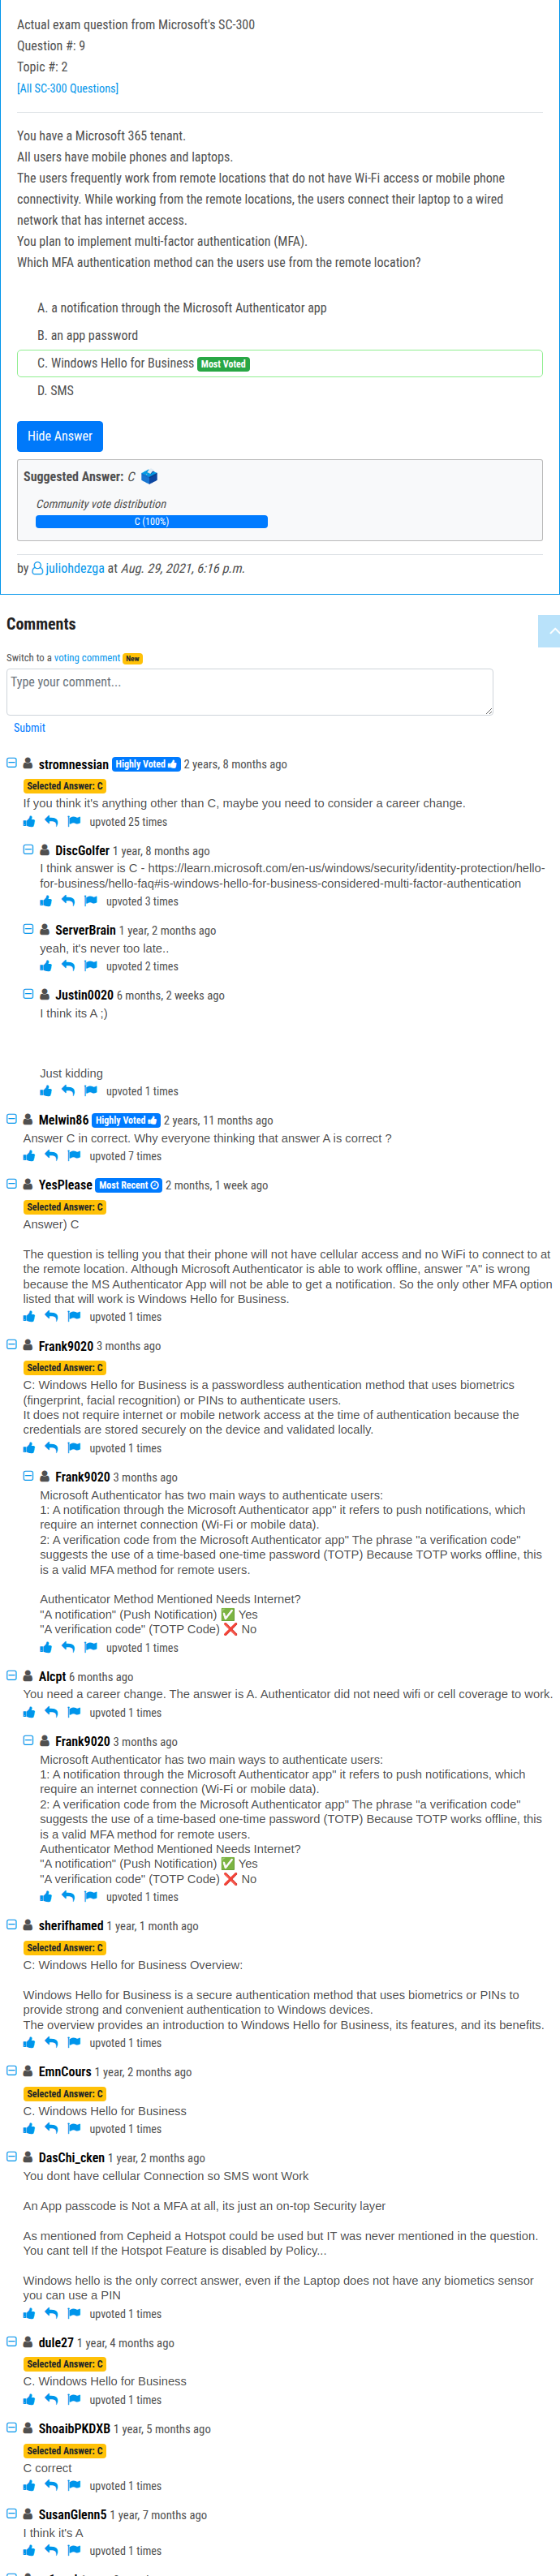 Actual exam question from Microsoft's SC-300
Question #: 9
Topic #: 2
[All SC-300 Questions]
You have a Microsoft 365 tenant.
All users have mobile phones and laptops.
The users frequently work from remote locations that do not have Wi-Fi access or mobile phone
connectivity. While working from the remote locations, the users connect their laptop to a wired
network that has internet access.
You plan to implement multi-factor authentication (MFA).
Which MFA authentication method can the users use from the remote location?
A. a notification through the Microsoft Authenticator app
B. an app password
C. Windows Hello for Business Most Voted
D. SMS
Hide Answer
Suggested Answer: C
Community vote distribution
C (100%)
by juliohdezga at Aug. 29, 2021, 6:16 p.m.
Comments
Switch to a voting comment New
Type your comment...
Submit
stromnessian Highly Voted 2 years, 8 months ago
Selected Answer: C
If you think it's anything other than C, maybe you need to consider a career change.
upvoted 25 times
DiscGolfer 1 year, 8 months ago
I think answer is C - https://learn.microsoft.com/en-us/windows/security/identity-protection/hello-
for-business/hello-faq#is-windows-hello-for-business-considered-multi-factor-authentication
upvoted 3 times
ServerBrain 1 year, 2 months ago
yeah, it's never too late..
upvoted 2 times
Justin0020 6 months, 2 weeks ago
I think its A ;)
Just kidding
upvoted 1 times
Melwin86 Highly Voted 2 years, 11 months ago
Answer C in correct. Why everyone thinking that answer A is correct ?
upvoted 7 times
YesPlease Most Recent 2 months, 1 week ago
Selected Answer: C
Answer) C
The question is telling you that their phone will not have cellular access and no WiFi to connect to at
the remote location. Although Microsoft Authenticator is able to work offline, answer "A" is wrong
because the MS Authenticator App will not be able to get a notification. So the only other MFA option
listed that will work is Windows Hello for Business.
upvoted 1 times
Frank9020 3 months ago
Selected Answer: C
C: Windows Hello for Business is a passwordless authentication method that uses biometrics
(fingerprint, facial recognition) or PINs to authenticate users.
It does not require internet or mobile network access at the time of authentication because the
credentials are stored securely on the device and validated locally.
upvoted 1 times
Frank9020 3 months ago
Microsoft Authenticator has two main ways to authenticate users:
1: A notification through the Microsoft Authenticator app" it refers to push notifications, which
require an internet connection (Wi-Fi or mobile data).
2: A verification code from the Microsoft Authenticator app" The phrase "a verification code"
suggests the use of a time-based one-time password (TOTP) Because TOTP works offline, this
is a valid MFA method for remote users.
Authenticator Method Mentioned Needs Internet?
"A notification" (Push Notification) ✅ Yes
"A verification code" (TOTP Code) ❌ No
upvoted 1 times
Alcpt 6 months ago
You need a career change. The answer is A. Authenticator did not need wifi or cell coverage to work.
upvoted 1 times
Frank9020 3 months ago
Microsoft Authenticator has two main ways to authenticate users:
1: A notification through the Microsoft Authenticator app" it refers to push notifications, which
require an internet connection (Wi-Fi or mobile data).
2: A verification code from the Microsoft Authenticator app" The phrase "a verification code"
suggests the use of a time-based one-time password (TOTP) Because TOTP works offline, this
is a valid MFA method for remote users.
Authenticator Method Mentioned Needs Internet?
"A notification" (Push Notification) ✅ Yes
"A verification code" (TOTP Code) ❌ No
upvoted 1 times
sherifhamed 1 year, 1 month ago
Selected Answer: C
C: Windows Hello for Business Overview:
Windows Hello for Business is a secure authentication method that uses biometrics or PINs to
provide strong and convenient authentication to Windows devices.
The overview provides an introduction to Windows Hello for Business, its features, and its benefits.
upvoted 1 times
EmnCours 1 year, 2 months ago
Selected Answer: C
C. Windows Hello for Business
upvoted 1 times
DasChi_cken 1 year, 2 months ago
You dont have cellular Connection so SMS wont Work
An App passcode is Not a MFA at all, its just an on-top Security layer
As mentioned from Cepheid a Hotspot could be used but IT was never mentioned in the question.
You cant tell If the Hotspot Feature is disabled by Policy...
Windows hello is the only correct answer, even if the Laptop does not have any biometics sensor
you can use a PIN
upvoted 1 times
dule27 1 year, 4 months ago
Selected Answer: C
C. Windows Hello for Business
upvoted 1 times
ShoaibPKDXB 1 year, 5 months ago
Selected Answer: C
C correct
upvoted 1 times
SusanGlenn5 1 year, 7 months ago
I think it's A
upvoted 1 times